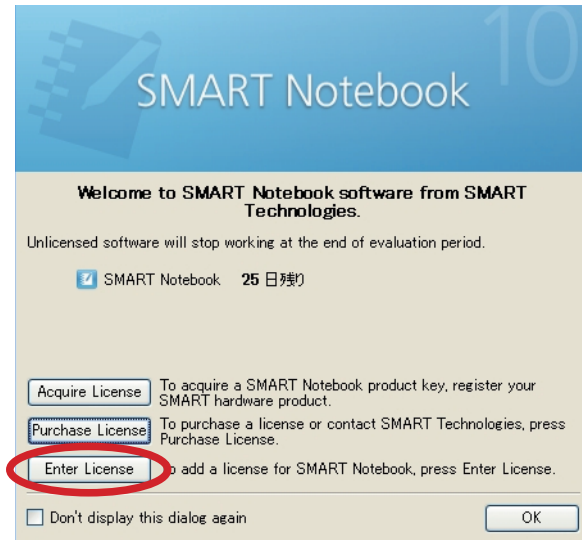 10
SMART Notebook
Welcome to SMART Notebook software from SMART
Technologies.
Unlicensed software will stop working at the end of evaluation period.
SMART Notebook 25 日残り
Acquire License To acquire a SMART Notebook product key, register your
SMART hardware product.
Purchase License To purchase a license or contact SMART Technologies, press
Purchase License.
Enter License o add a license for SMART Notebook, press Enter License.
Don't display this dialog again OK